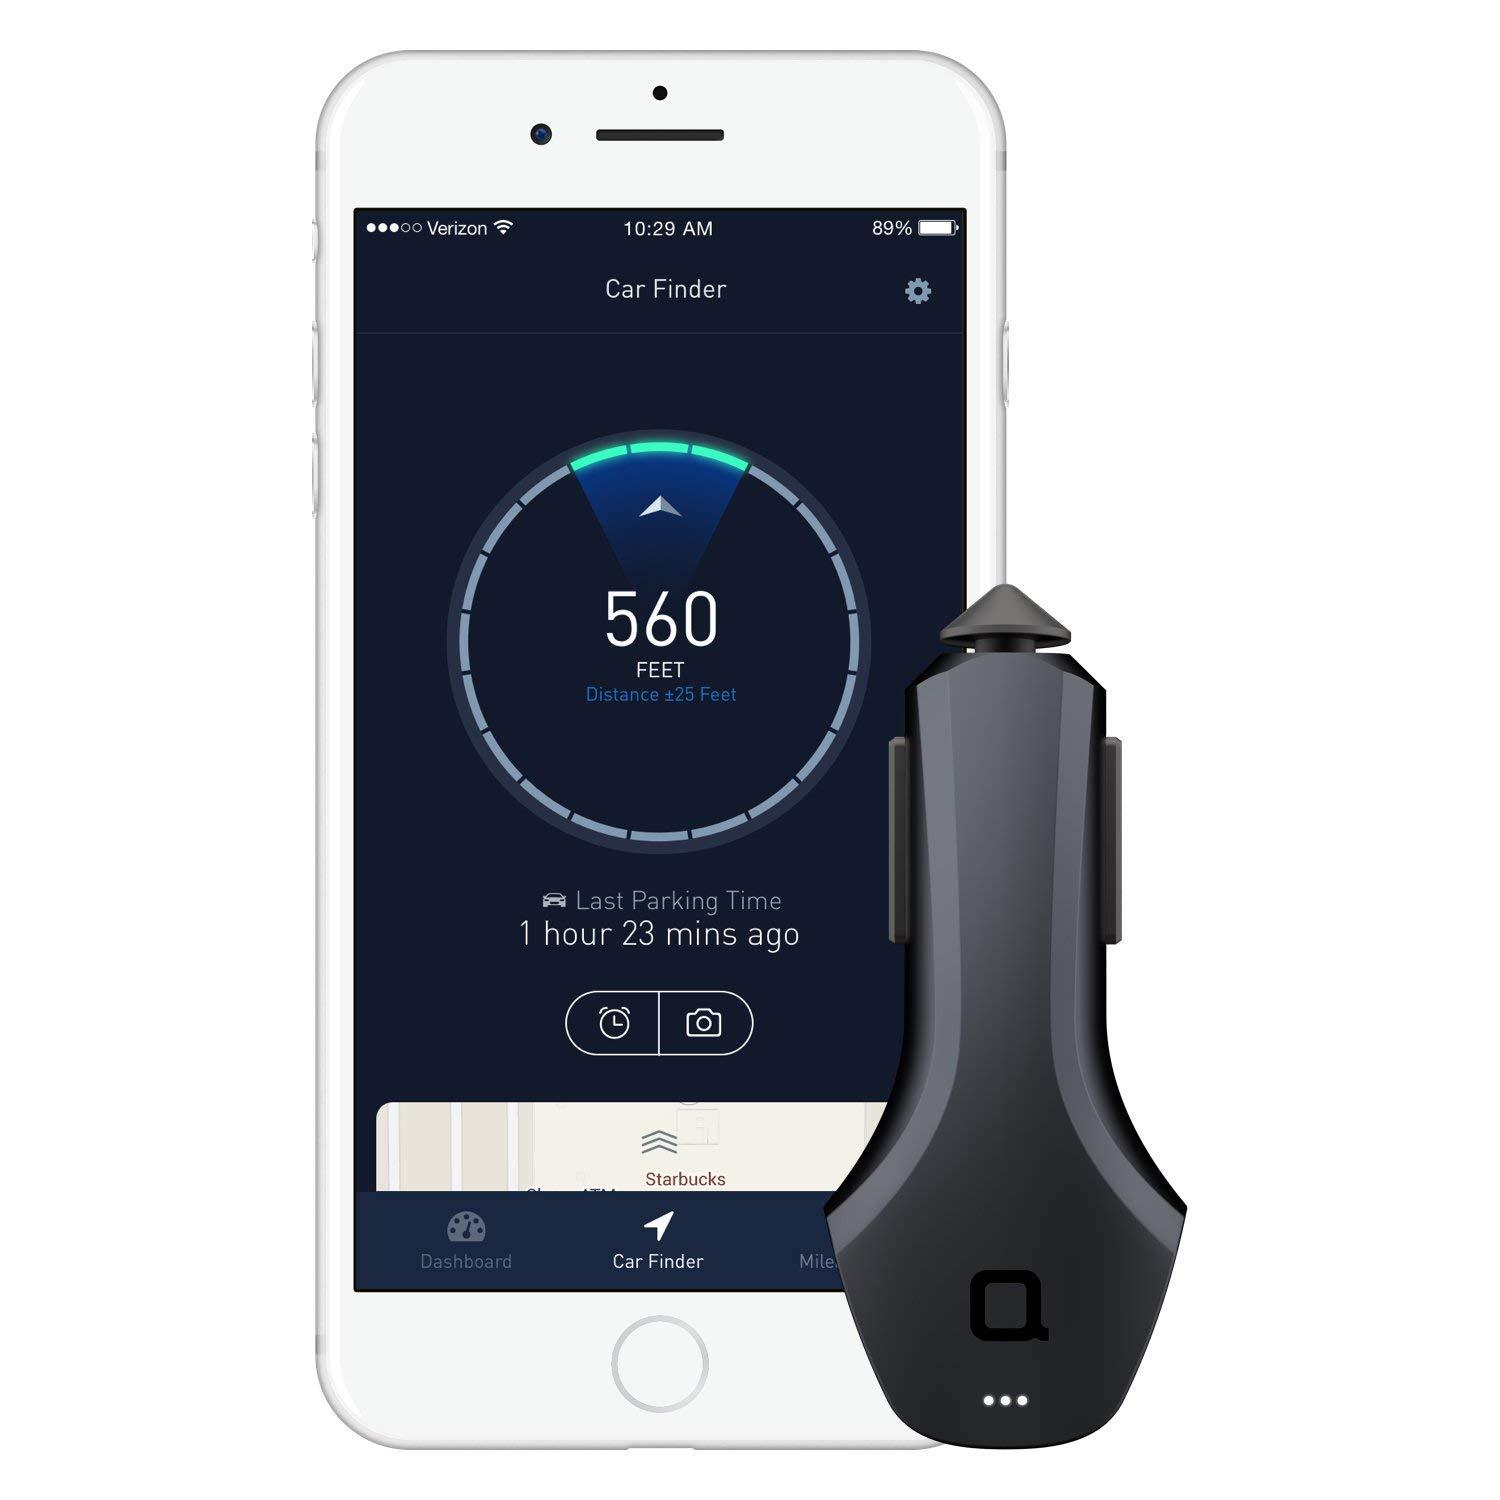 Verizon 10:29 AM 89%
Car Finder
560
FEET
Distance ±25 Feet
Last Parking Time
1 hour 23 mins ago
Starbucks
Dashboard Car Finder